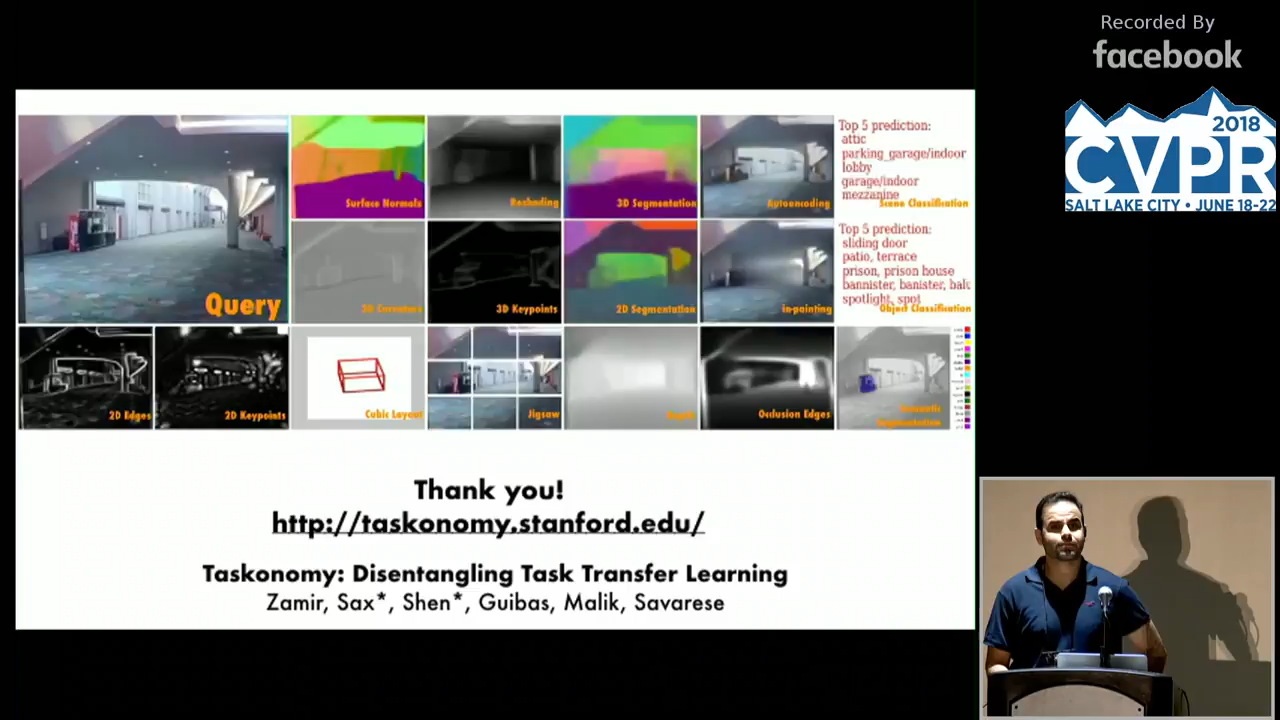 Recorded By
facebook
2018
CVPR
SALT LAKE CITY • JUNE 18-22
Query
Surface Normals
Reshading
3D Segmentation
Autoencoding
Top 5 prediction:
attic
parking_garage/indoor
lobby
garage/indoor
mezzanine
Scene Classification
3D Keypoints
2D Segmentation
in-painting
Top 5 prediction:
sliding door
patio, terrace
prison, prison house
bannister, banister, balu
spotlight, spot
Object Classification
2D Edges
2D Keypoints
Cubic Layout
Jigsaw
Occlusion Edges
Thank you!
http://taskonomy.stanford.edu/
Taskonomy: Disentangling Task Transfer Learning
Zamir, Sax*, Shen*, Guibas, Malik, Savarese